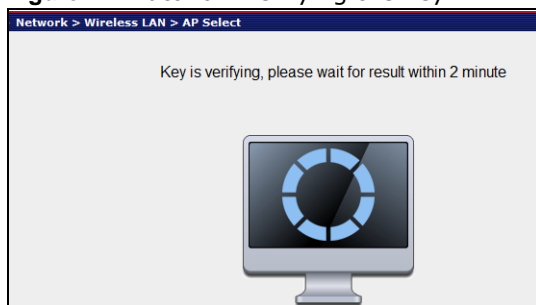 Network > Wireless LAN > AP Select
Key is verifying, please wait for result within 2 minute